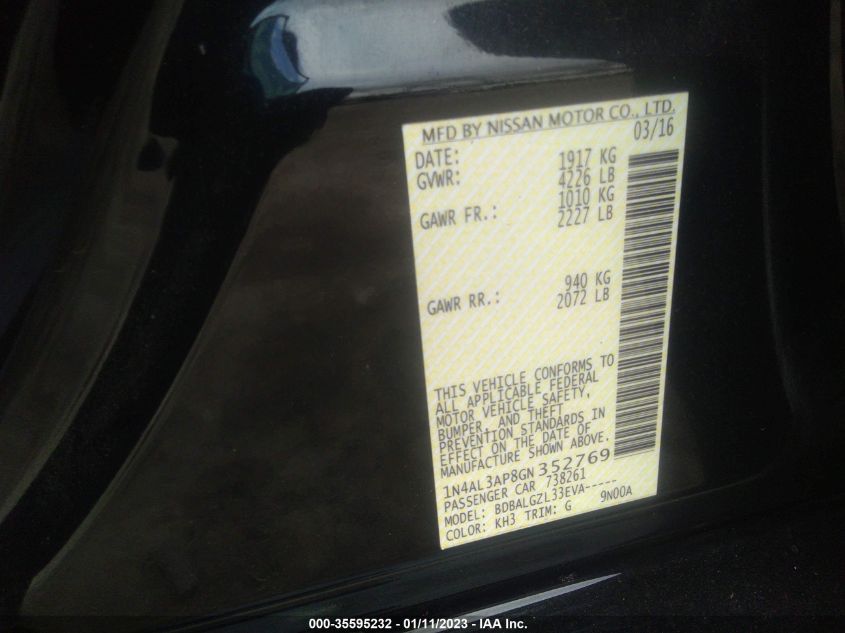 MFD BY NISSAN MOTOR CO., LTD.
03/16
DATE: 1917 KG
GVWR: 4226 LB
1010 KG
GAWR FR.: 2227 LB
940 KG
GAWR RR.: 2072 LB
THIS VEHICLE CONFORMS TO
ALL APPLICABLE FEDERAL
MOTOR VEHICLE SAFETY,
BUMPER, AND THEFT
PREVENTION STANDARDS IN
EFFECT ON THE DATE OF
MANUFACTURE SHOWN ABOVE.
1N4AL3AP8GN352769
PASSENGER CAR 738261
MODEL: BDBALGZL33EVA-----
COLOR: KH3 TRIM: G 9N00A
000-35595232 - 01/11/2023 - IAA Inc.